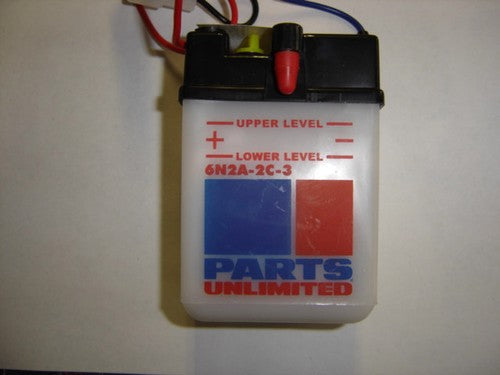 UPPER LEVEL
+ −
LOWER LEVEL
6N2A-2C-3
PARTS
UNLIMITED